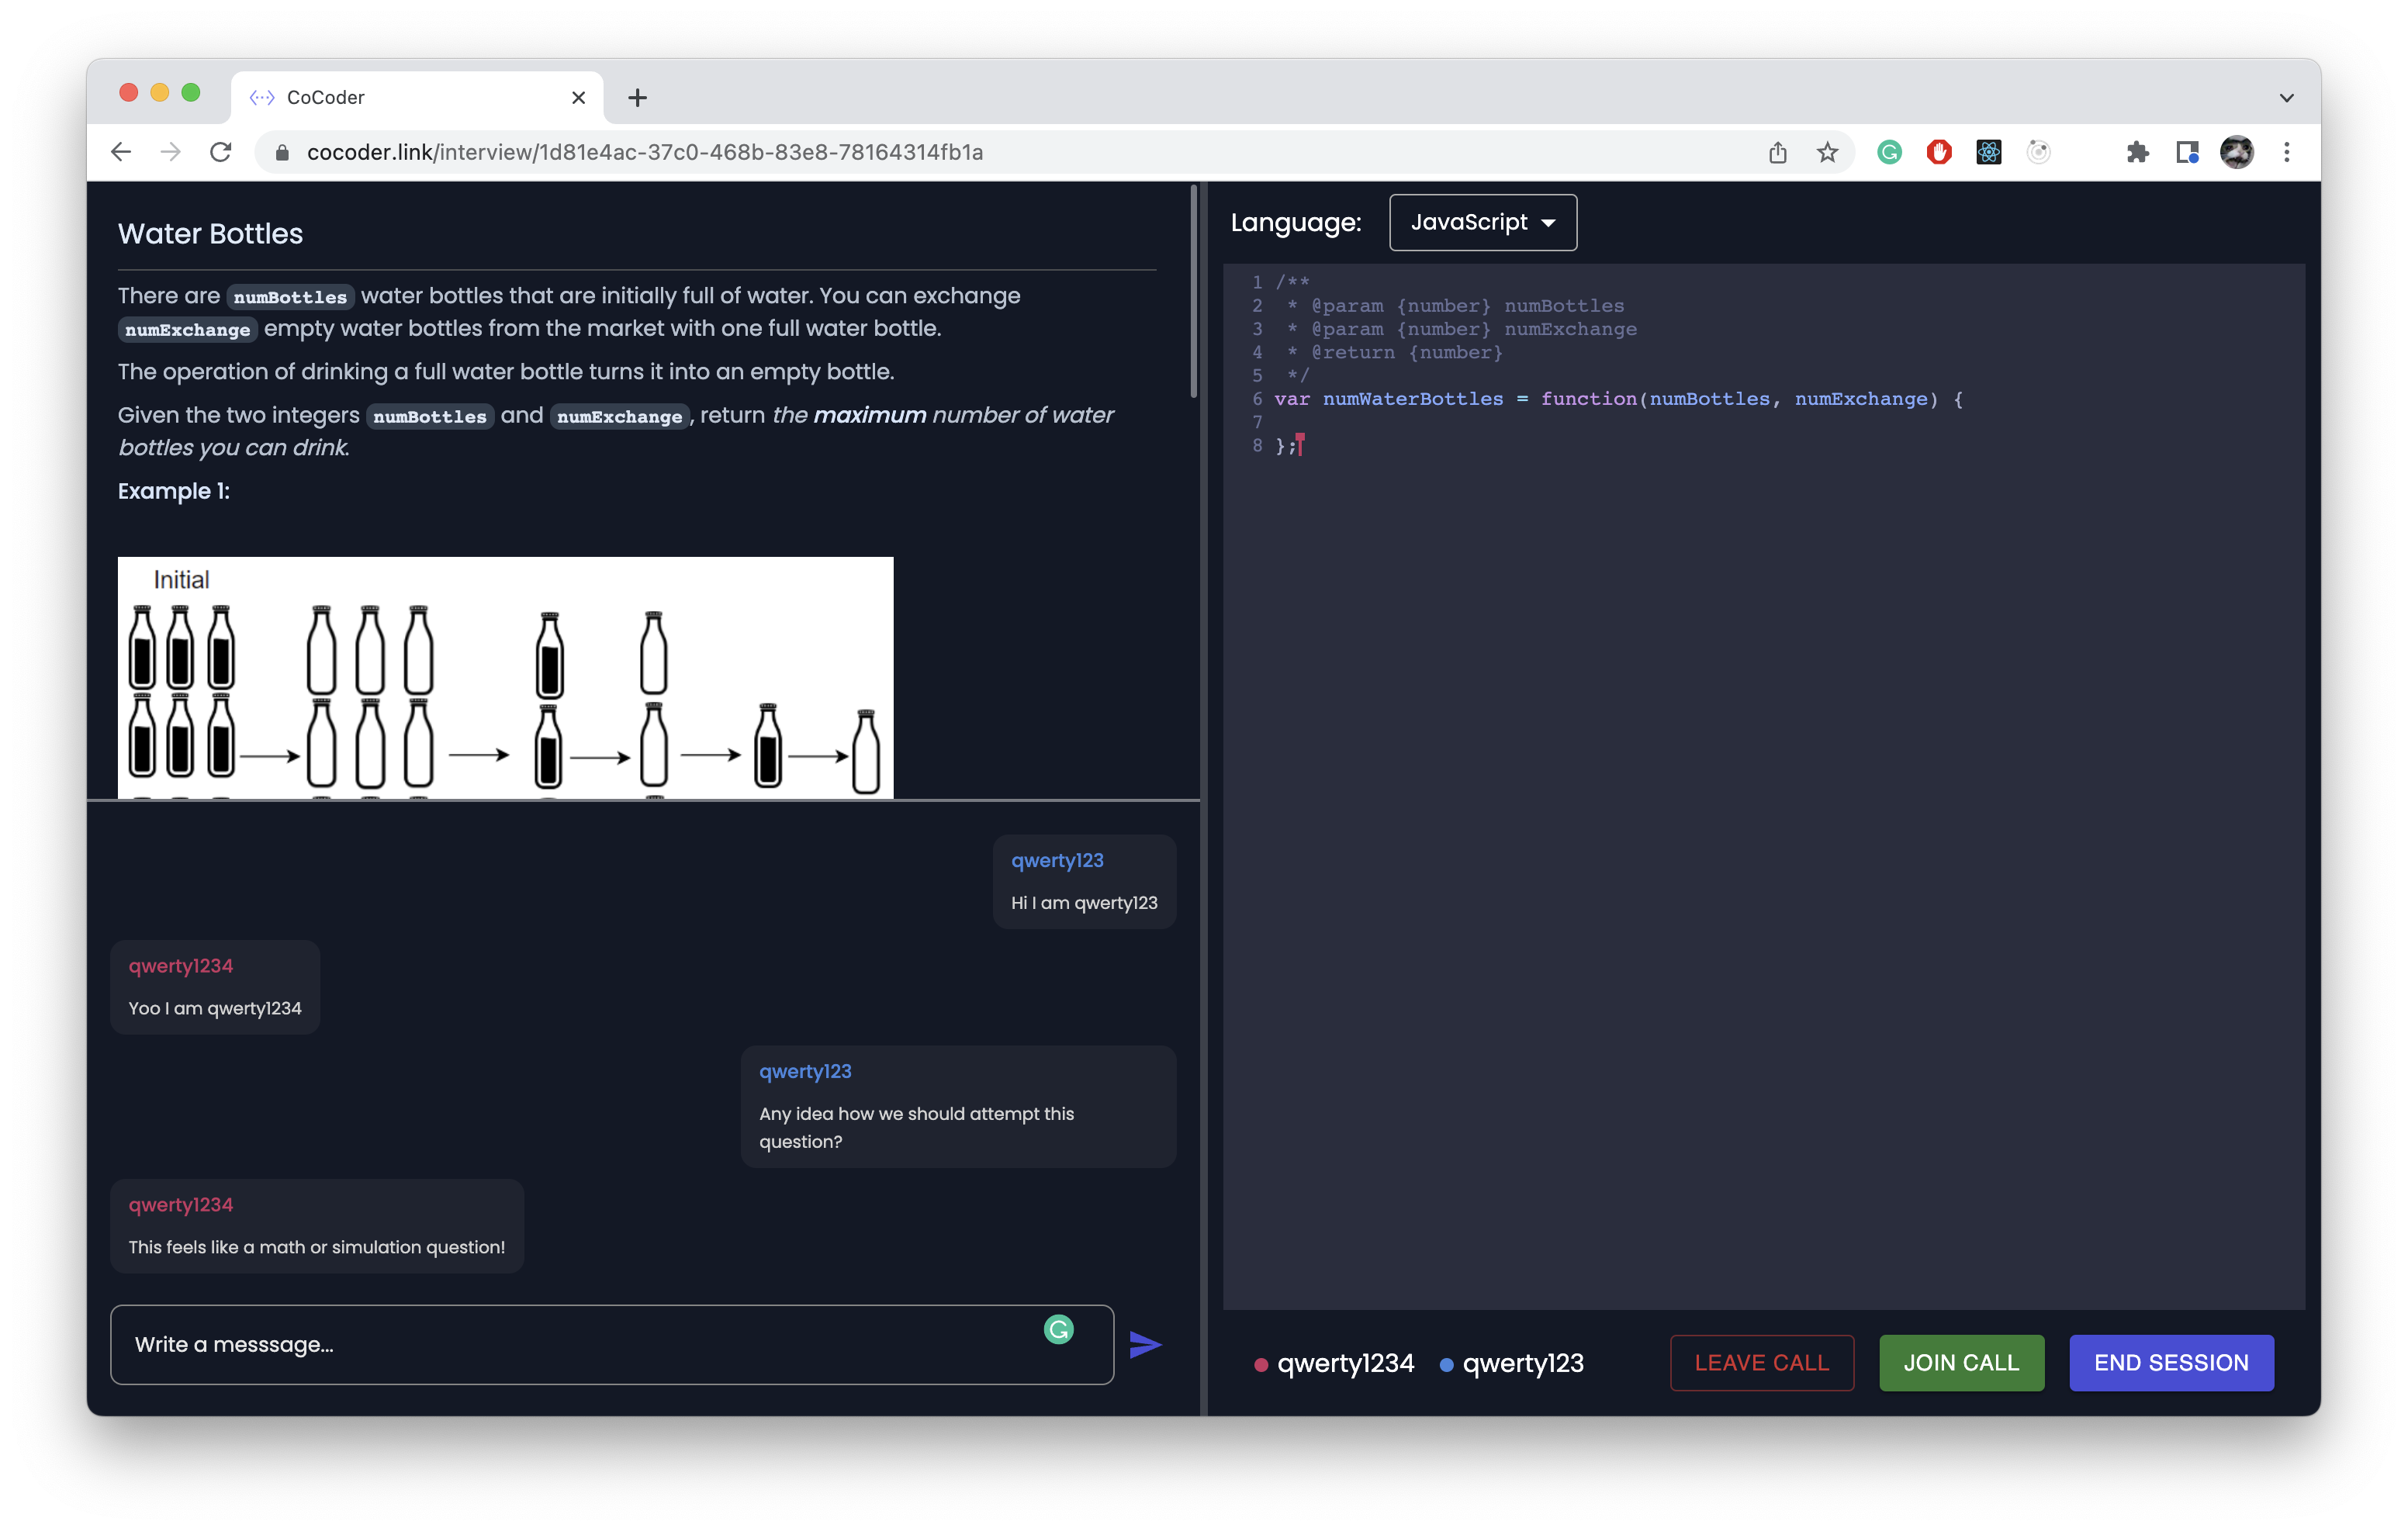 CoCoder
cocoder.link/interview/1d81e4ac-37c0-468b-83e8-78164314fb1a
Water Bottles
There are numBottles water bottles that are initially full of water. You can exchange
numExchange empty water bottles from the market with one full water bottle.
The operation of drinking a full water bottle turns it into an empty bottle.
Given the two integers numBottles and numExchange, return the maximum number of water
bottles you can drink.
Example 1:
Initial
qwerty123
Hi I am qwerty123
qwerty1234
Yoo I am qwerty1234
qwerty123
Any idea how we should attempt this
question?
qwerty1234
This feels like a math or simulation question!
Write a messsage...
Language: JavaScript
1 /**
2 * @param {number} numBottles
3 * @param {number} numExchange
4 * @return {number}
5 */
6 var numWaterBottles = function(numBottles, numExchange) {
7
8 };
qwerty1234 qwerty123 LEAVE CALL JOIN CALL END SESSION